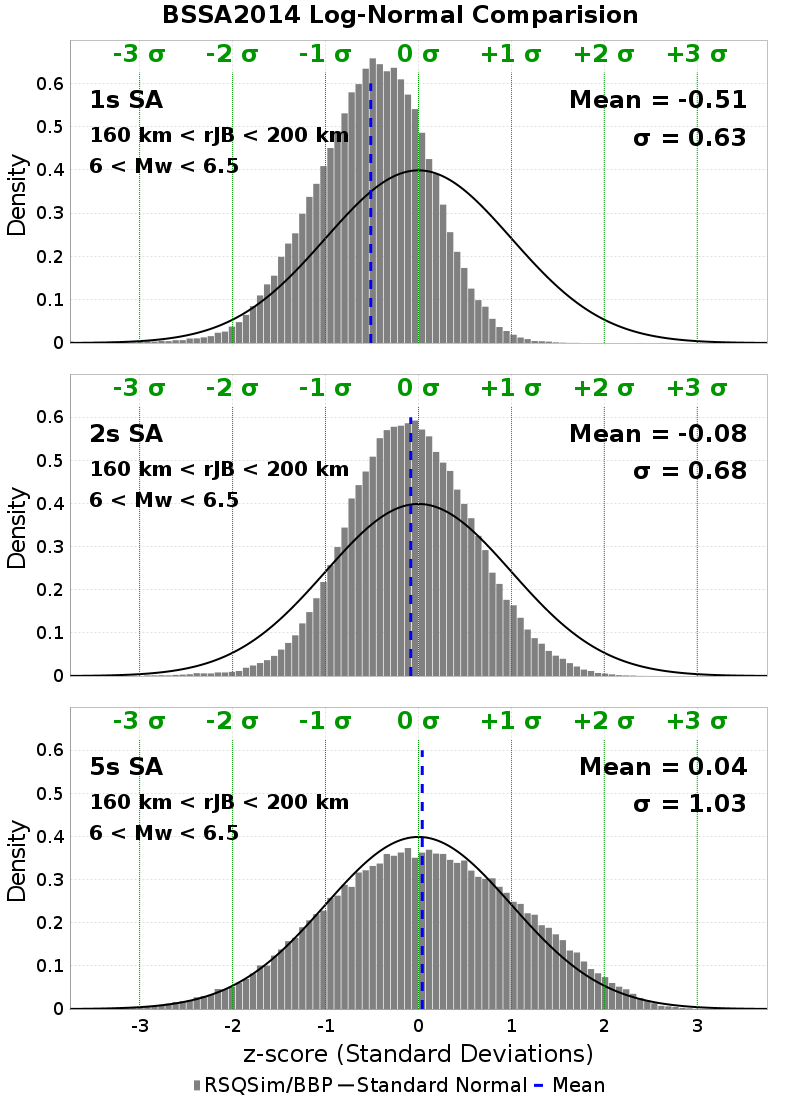 BSSA2014 Log-Normal Comparision
-3 σ -2 σ -1 σ 0 σ +1 σ +2 σ +3 σ
1s SA
160 km < rJB < 200 km
6 < Mw < 6.5
Mean = -0.51
σ = 0.63
Density
0.6
0.5
0.4
0.3
0.2
0.1
0
-3 σ -2 σ -1 σ 0 σ +1 σ +2 σ +3 σ
2s SA
160 km < rJB < 200 km
6 < Mw < 6.5
Mean = -0.08
σ = 0.68
Density
0.6
0.5
0.4
0.3
0.2
0.1
0
-3 σ -2 σ -1 σ 0 σ +1 σ +2 σ +3 σ
5s SA
160 km < rJB < 200 km
6 < Mw < 6.5
Mean = 0.04
σ = 1.03
Density
0.6
0.5
0.4
0.3
0.2
0.1
0
-3 -2 -1 0 1 2 3
z-score (Standard Deviations)
RSQSim/BBP Standard Normal Mean